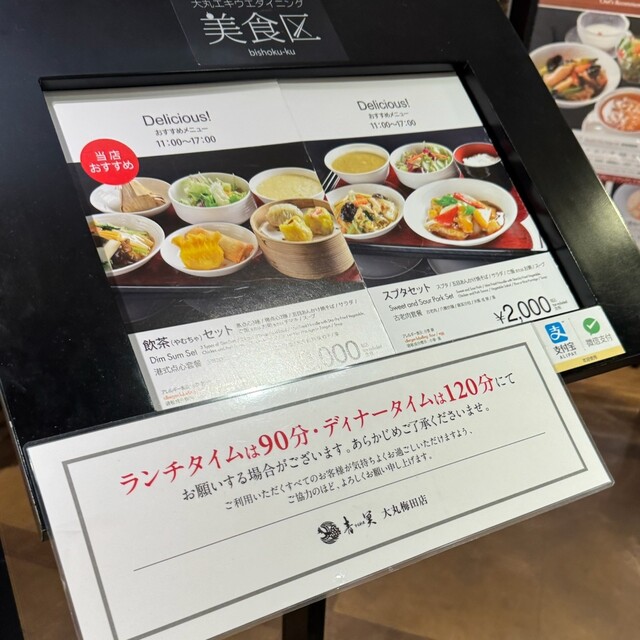 大丸エキウエダイニング
美食区
bishoku-ku
Delicious!
おすすめメニュー
11:00〜17:00
当店
おすすめ
飲茶(やむちゃ)セット
Dim Sum Set
港式点心套餐
Delicious!
おすすめメニュー
11:00〜17:00
スブタセット
Sweet and Sour Pork Set
古老肉套餐
¥2,000
支付宝
ALIPAY
微信支付
ランチタイムは90分・ディナータイムは120分にて
お願いする場合がございます。あらかじめご了承くださいませ。
ご利用いただくすべてのお客様が気持ちよくお過ごしいただけますよう、
ご協力のほど、よろしくお願い申し上げます。
大丸梅田店